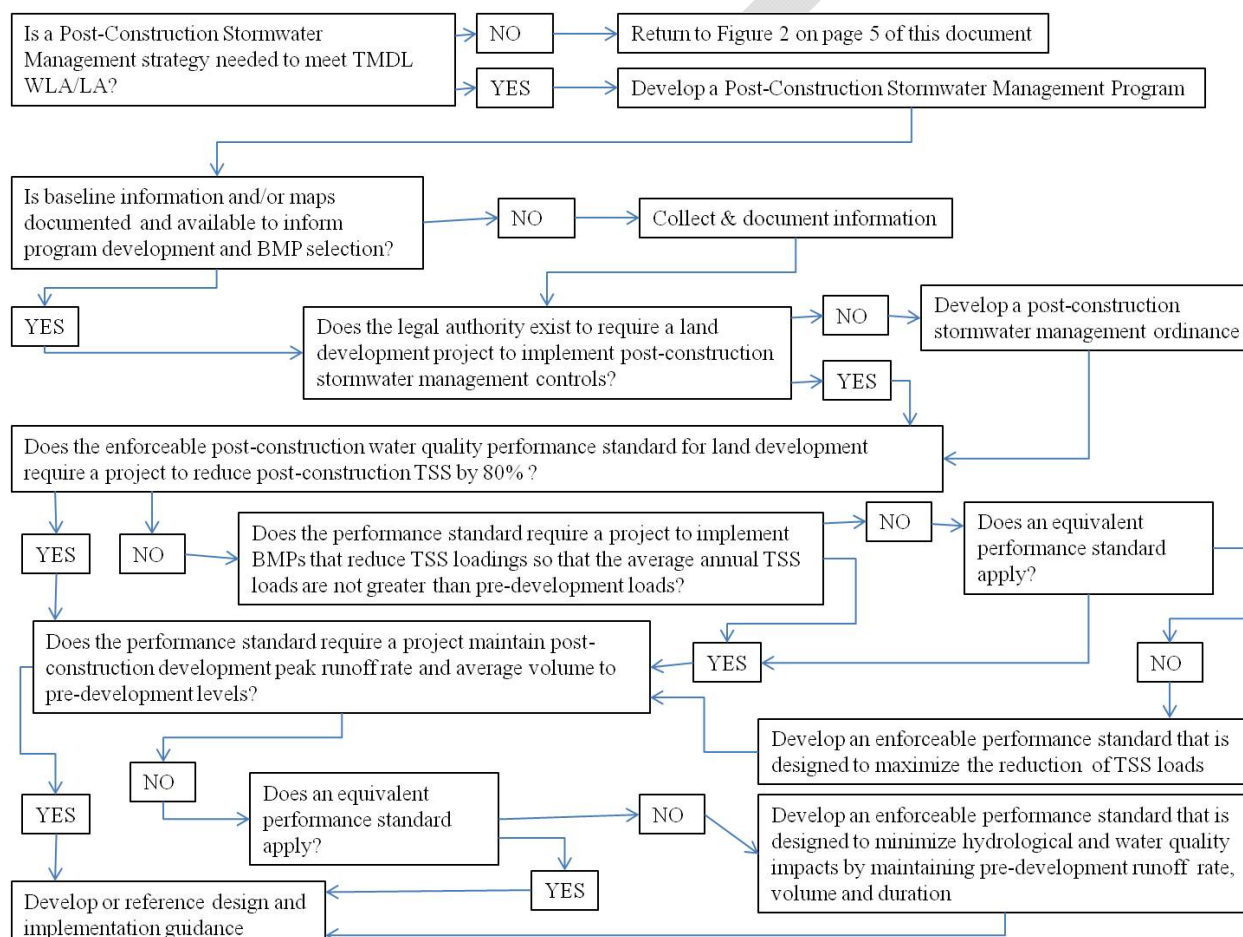 Is a Post-Construction Stormwater
Management strategy needed to meet TMDL
WLA/LA?
NO
Return to Figure 2 on page 5 of this document
YES
Develop a Post-Construction Stormwater Management Program
Is baseline information and/or maps
documented and available to inform
program development and BMP selection?
NO
Collect & document information
YES
Does the legal authority exist to require a land
development project to implement post-construction
stormwater management controls?
NO
Develop a post-construction
stormwater management ordinance
YES
Does the enforceable post-construction water quality performance standard for land development
require a project to reduce post-construction TSS by 80% ?
YES
NO
Does the performance standard require a project to implement
BMPs that reduce TSS loadings so that the average annual TSS
loads are not greater than pre-development loads?
NO
Does an equivalent
performance standard
apply?
Does the performance standard require a project maintain post-
construction development peak runoff rate and average volume to
pre-development levels?
YES
NO
Develop an enforceable performance standard that is
designed to maximize the reduction of TSS loads
NO
YES
Does an equivalent
performance standard
apply?
NO
YES
Develop an enforceable performance standard that is
designed to minimize hydrological and water quality
impacts by maintaining pre-development runoff rate,
volume and duration
Develop or reference design and
implementation guidance